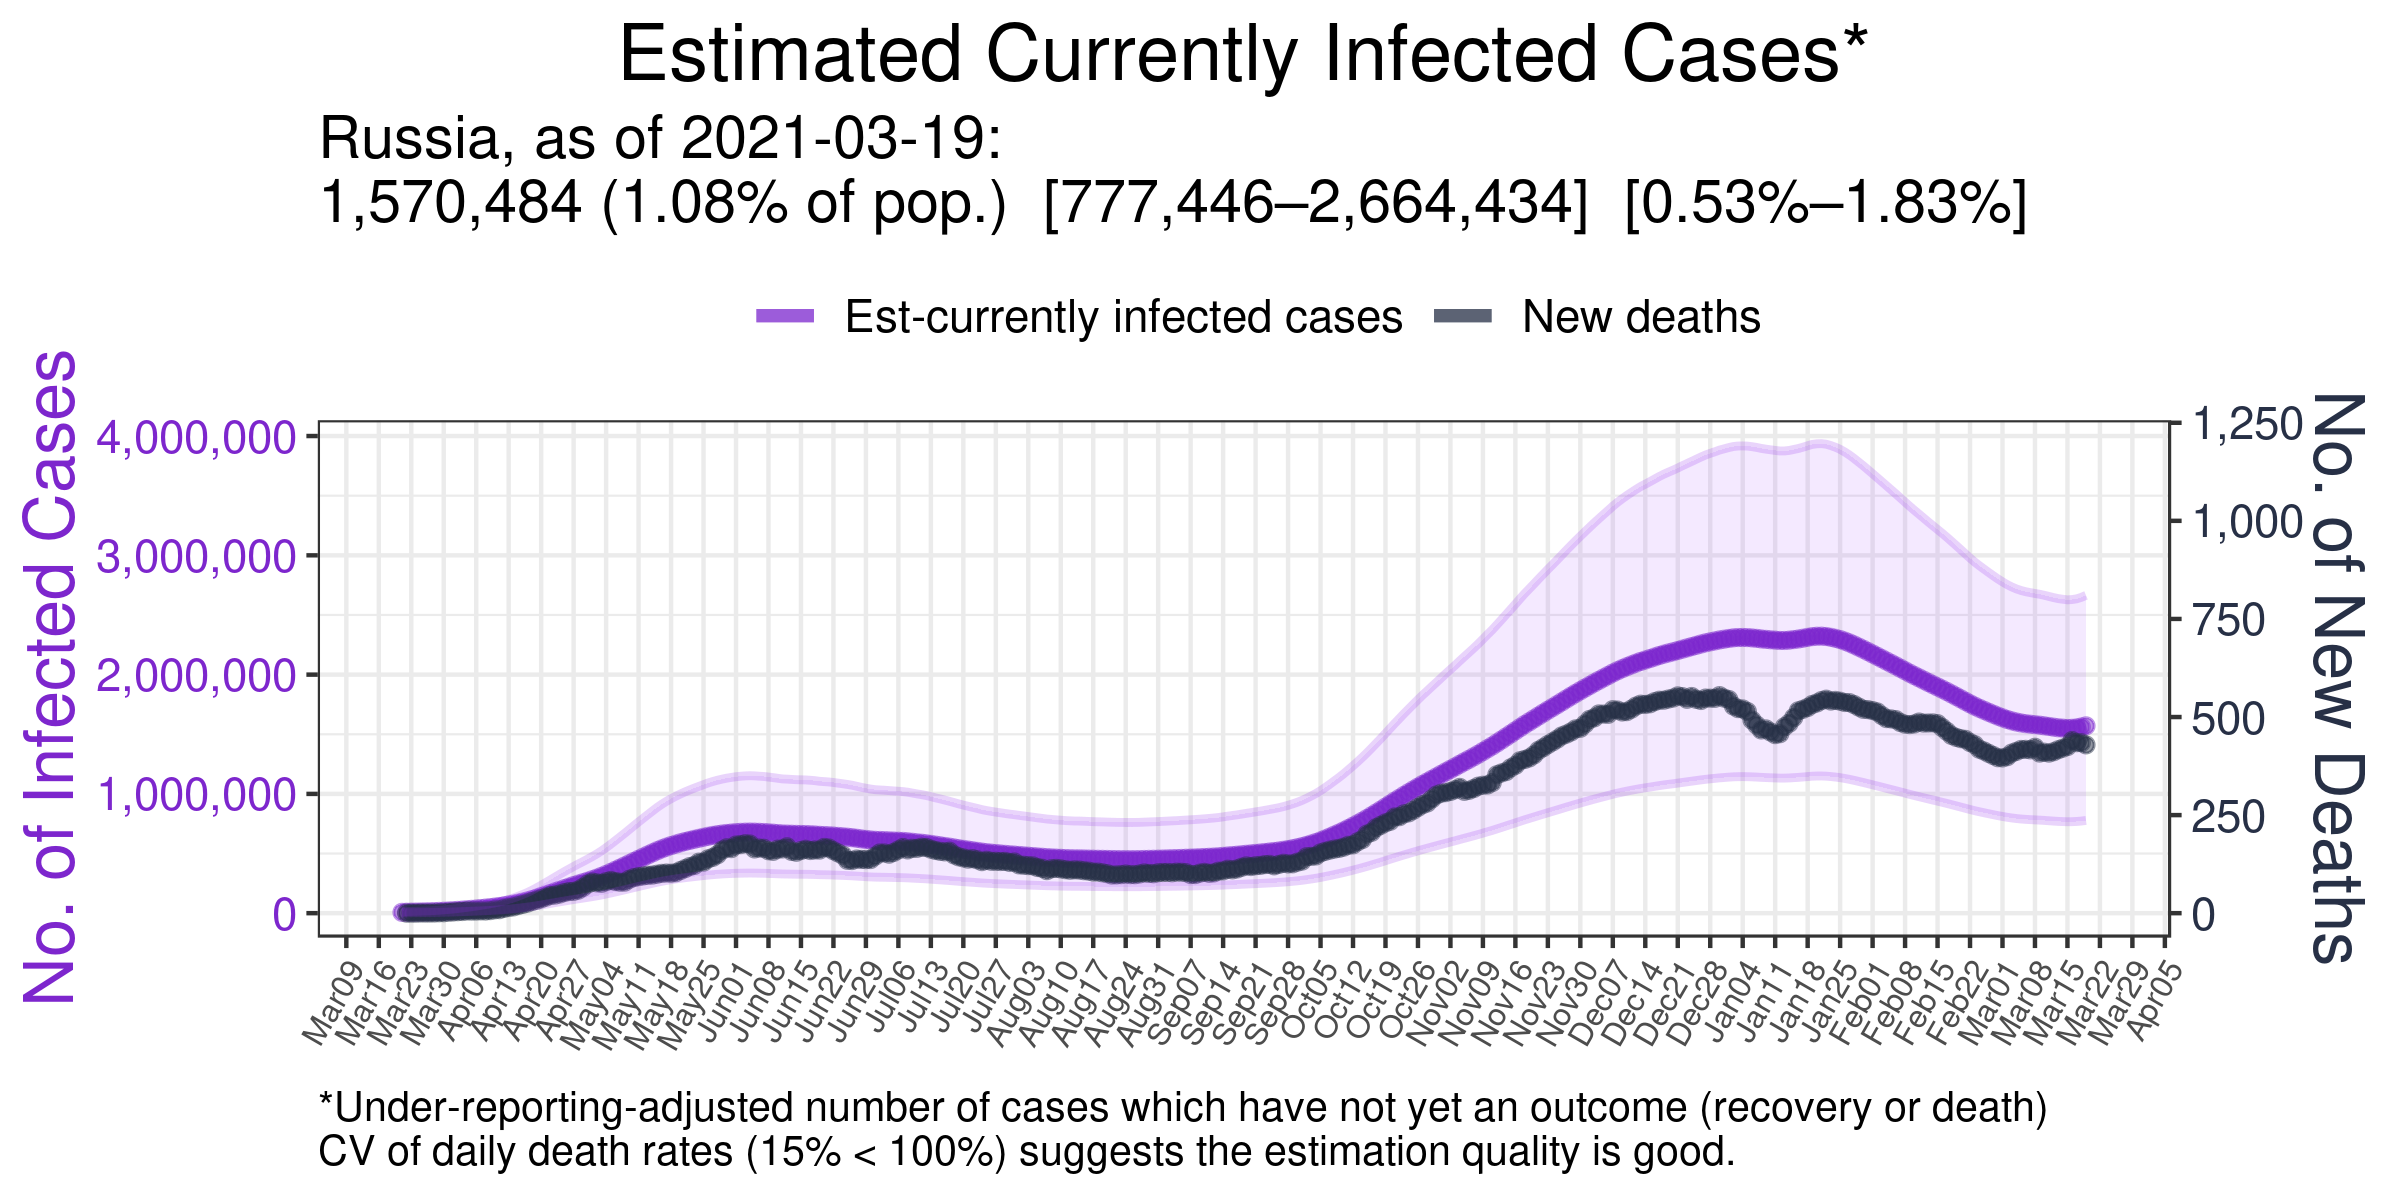 Estimated Currently Infected Cases*
Russia, as of 2021-03-19:
1,570,484 (1.08% of pop.) [777,446–2,664,434] [0.53%–1.83%]
Est-currently infected cases New deaths
No. of Infected Cases
4,000,000
3,000,000
2,000,000
1,000,000
0
1,250
1,000
750
500
250
0
No. of New Deaths
Mar09 Mar16 Mar23 Mar30 Apr06 Apr13 Apr20 Apr27 May04 May11 May18 May25 Jun01 Jun08 Jun15 Jun22 Jun29 Jul06 Jul13 Jul20 Jul27 Aug03 Aug10 Aug17 Aug24 Aug31 Sep07 Sep14 Sep21 Sep28 Oct05 Oct12 Oct19 Oct26 Nov02 Nov09 Nov16 Nov23 Nov30 Dec07 Dec14 Dec21 Dec28 Jan04 Jan11 Jan18 Jan25 Feb01 Feb08 Feb15 Feb22 Mar01 Mar08 Mar15 Mar22 Mar29 Apr05
*Under-reporting-adjusted number of cases which have not yet an outcome (recovery or death)
CV of daily death rates (15% < 100%) suggests the estimation quality is good.